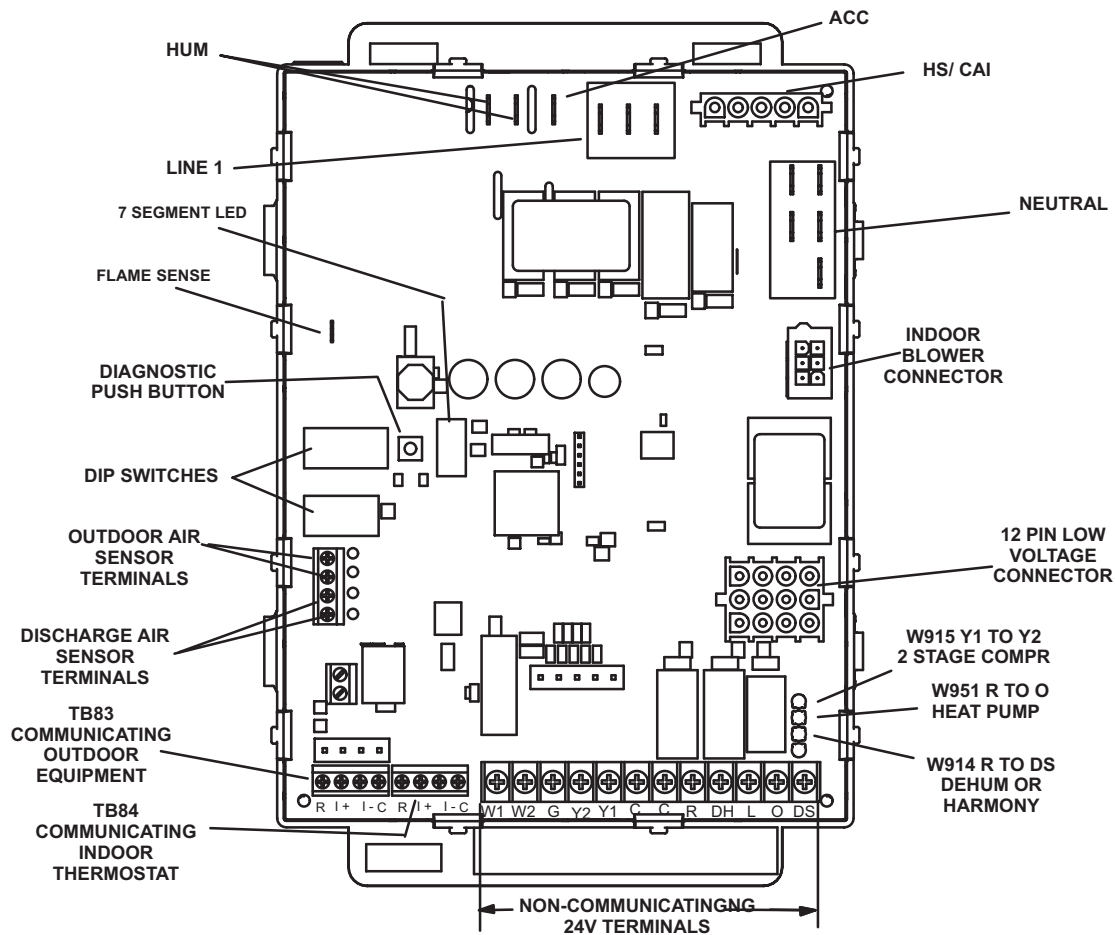 ACC
HUM
HS/ CAI
LINE 1
7 SEGMENT LED
NEUTRAL
FLAME SENSE
INDOOR
BLOWER
CONNECTOR
DIAGNOSTIC
PUSH BUTTON
DIP SWITCHES
OUTDOOR AIR
SENSOR
TERMINALS
12 PIN LOW
VOLTAGE
CONNECTOR
DISCHARGE AIR
SENSOR
TERMINALS
W915 Y1 TO Y2
2 STAGE COMPR
W951 R TO O
HEAT PUMP
TB83
COMMUNICATING
OUTDOOR
EQUIPMENT
W914 R TO DS
DEHUM OR
HARMONY
R I+ I- C R I+ I- C
W1 W2 G Y2 Y1 C C R DH L O DS
TB84
COMMUNICATING
INDOOR
THERMOSTAT
NON-COMMUNICATINGNG
24V TERMINALS